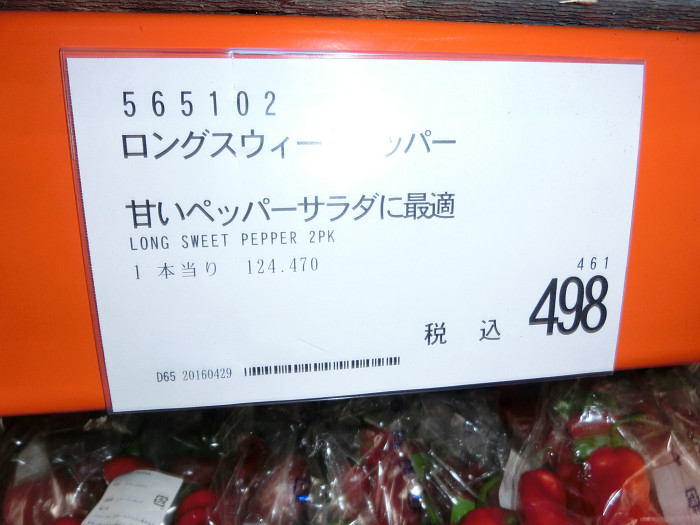 565102
ロングスウィー ッパー
甘いペッパーサラダに最適
LONG SWEET PEPPER 2PK
1 本当り 124.470
461
税 込 498
D65 20160429